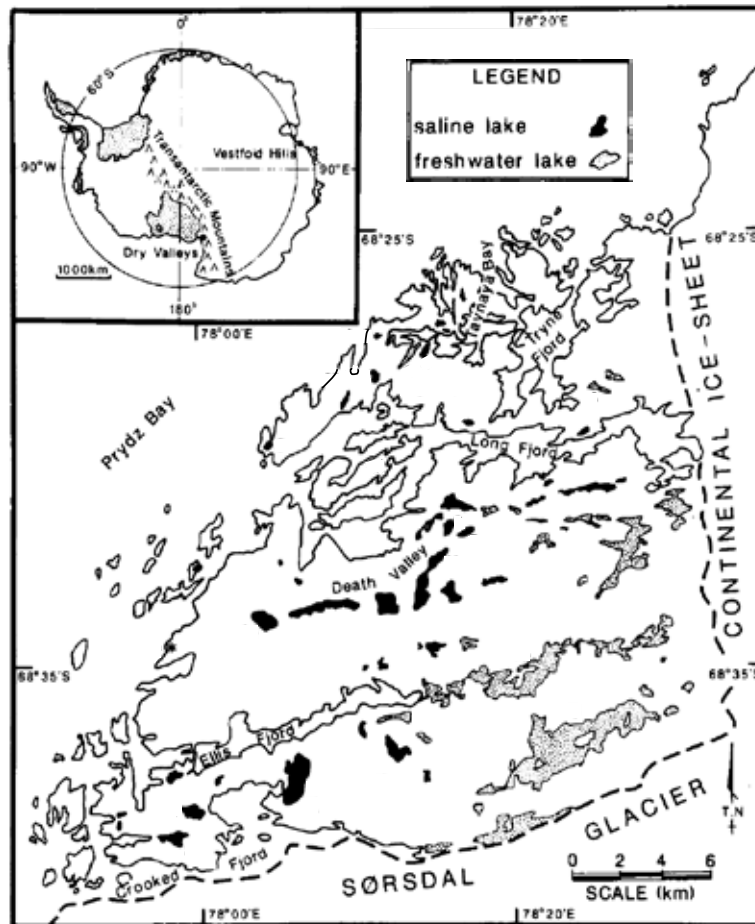 0°
60°S
90°W
Transantarctic Mountains
Vestfold Hills
90°E
Dry Valleys
1000km
180°
78°20'E
LEGEND
saline lake
freshwater lake
68°25'S
68°25'S
78°00'E
Tarnaya Bay
Tryne
Fjord
CONTINENTAL ICE-SHEET
Prydz Bay
Long Fjord
Death Valley
68°35'S
68°35'S
Ellis Fjord
T.N
Crooked Fjord
SØRSDAL GLACIER
0 2 4 6
SCALE (km)
78°00'E
78°20'E